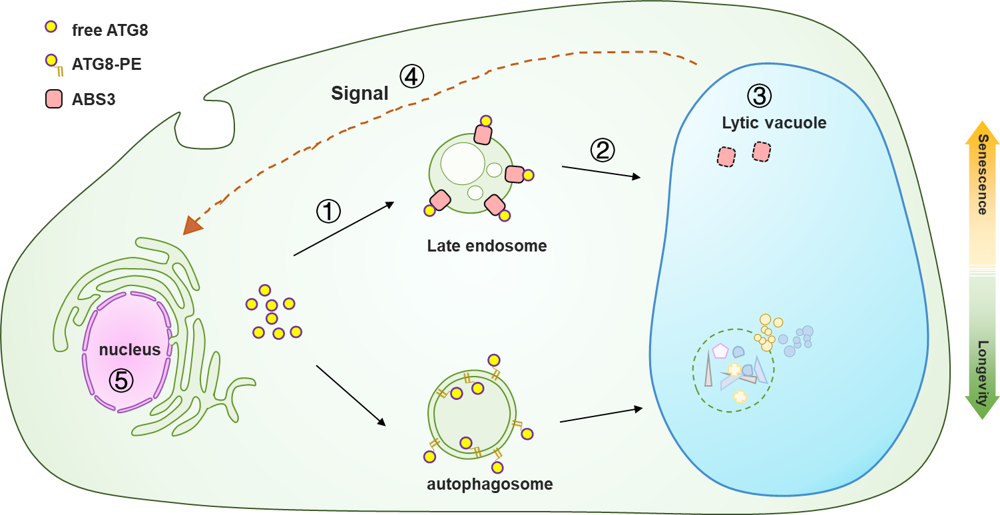 free ATG8
ATG8-PE
ABS3
Signal
④
③
Lytic vacuole
②
①
Late endosome
nucleus
⑤
autophagosome
Senescence
Longevity